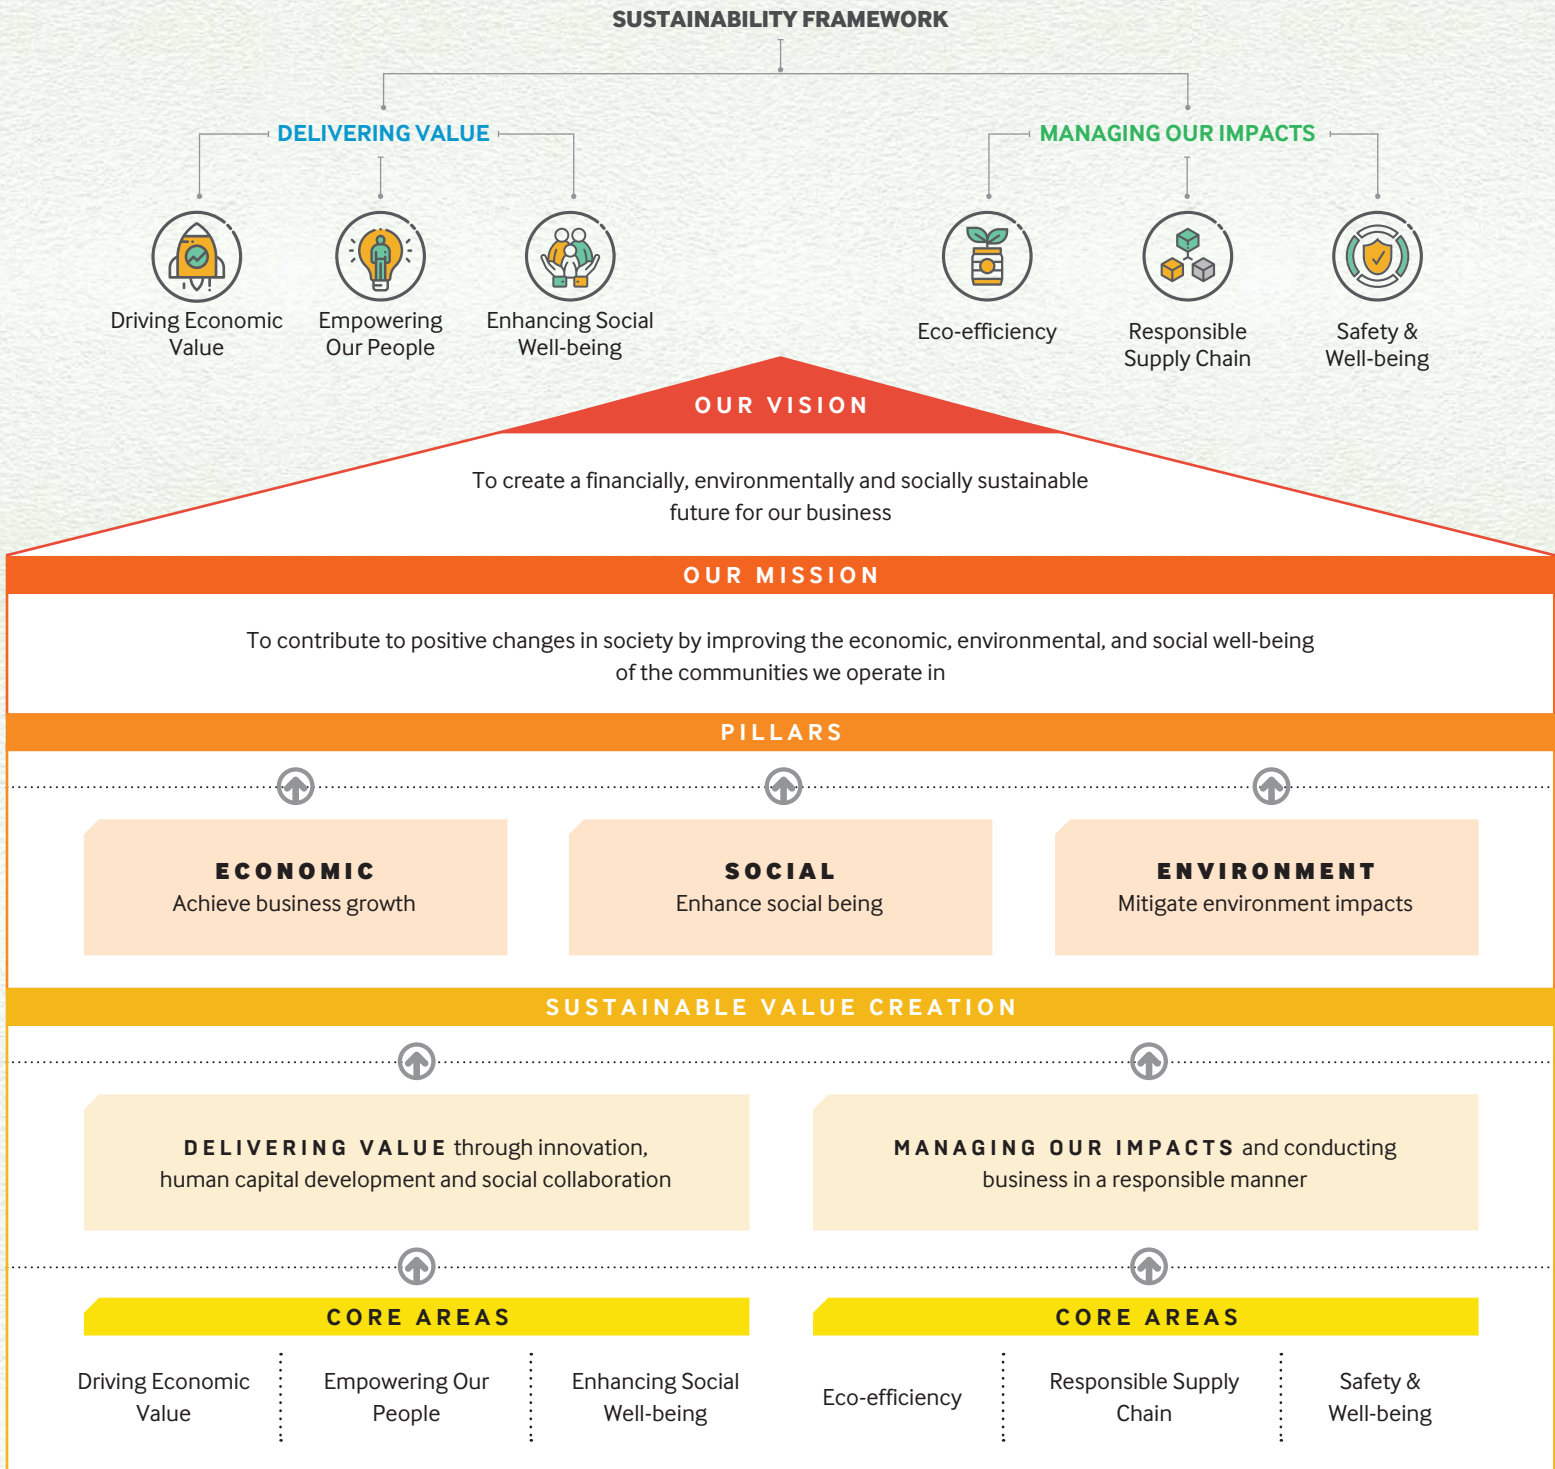 SUSTAINABILITY FRAMEWORK
DELIVERING VALUE
MANAGING OUR IMPACTS
Driving Economic
Value
Empowering
Our People
Enhancing Social
Well-being
Eco-efficiency
Responsible
Supply Chain
Safety &
Well-being
OUR VISION
To create a financially, environmentally and socially sustainable
future for our business
OUR MISSION
To contribute to positive changes in society by improving the economic, environmental, and social well-being
of the communities we operate in
PILLARS
ECONOMIC
Achieve business growth
SOCIAL
Enhance social being
ENVIRONMENT
Mitigate environment impacts
SUSTAINABLE VALUE CREATION
DELIVERING VALUE through innovation,
human capital development and social collaboration
MANAGING OUR IMPACTS and conducting
business in a responsible manner
CORE AREAS
Driving Economic
Value
Empowering Our
People
Enhancing Social
Well-being
CORE AREAS
Eco-efficiency
Responsible Supply
Chain
Safety &
Well-being